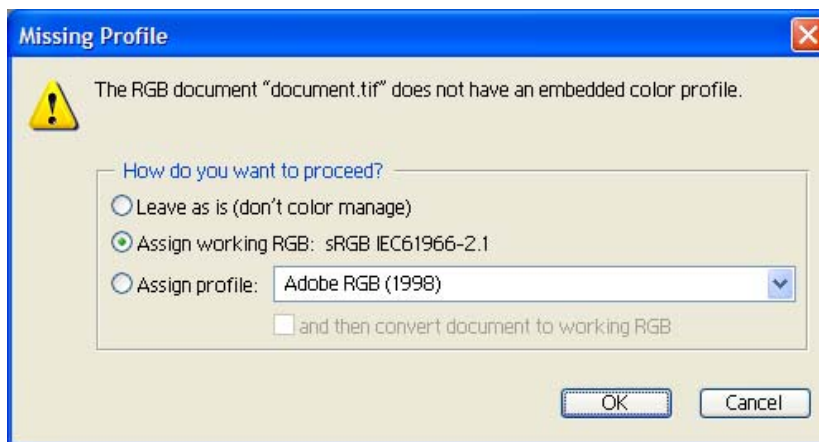 Missing Profile
The RGB document “document.tif” does not have an embedded color profile.
How do you want to proceed?
Leave as is (don't color manage)
Assign working RGB: sRGB IEC61966-2.1
Assign profile: Adobe RGB (1998)
and then convert document to working RGB
OK Cancel